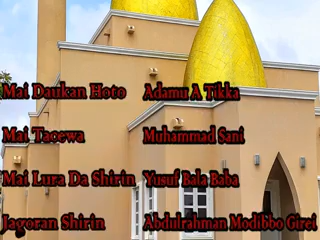 Mai Daukan Hoto Adamu A Tikka
Mai Tacewa Muhammad Sani
Mai Lura Da Shirin Yusuf Bala Baba
Jagoran Shirin Abdulrahman Modibbo Girei